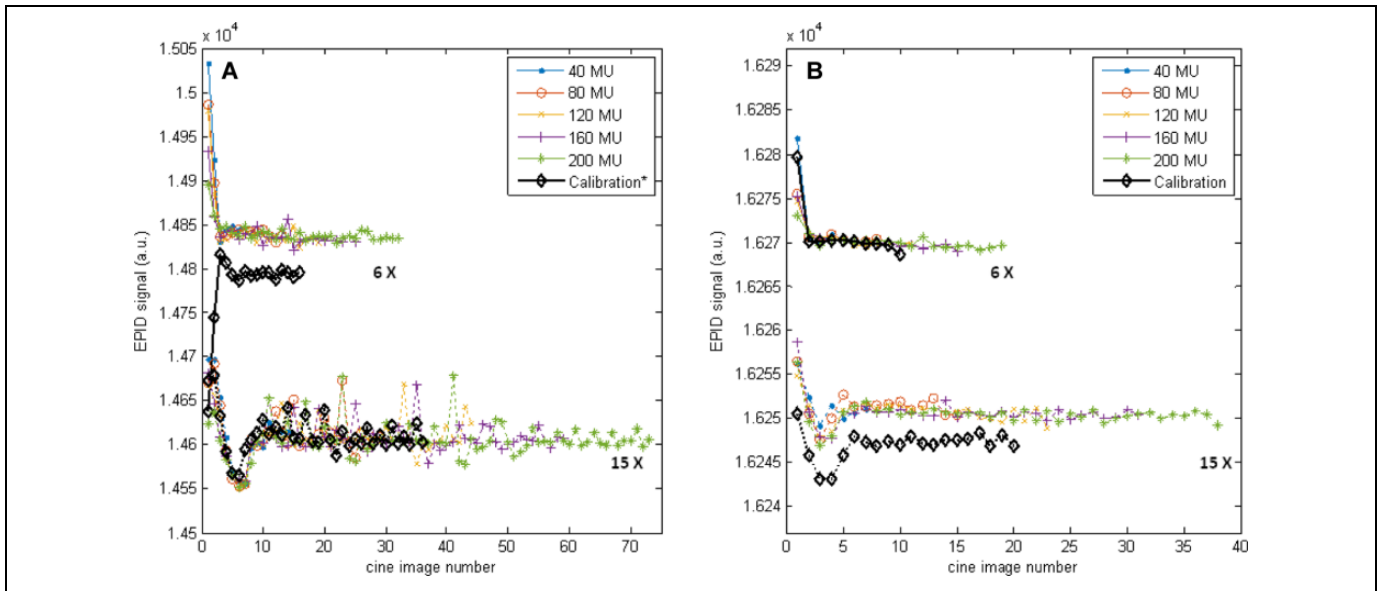 x 10⁴
A
1.505
1.5
1.495
1.49
1.485
1.48
1.475
1.47
1.465
1.46
1.455
1.45
EPID signal (a.u.)
0 10 20 30 40 50 60 70
cine image number
40 MU
80 MU
120 MU
160 MU
200 MU
Calibration*
6 X
15 X
x 10⁴
B
1.629
1.6285
1.628
1.6275
1.627
1.6265
1.626
1.6255
1.625
1.6245
1.624
EPID signal (a.u.)
0 5 10 15 20 25 30 35 40
cine image number
40 MU
80 MU
120 MU
160 MU
200 MU
Calibration
6 X
15 X